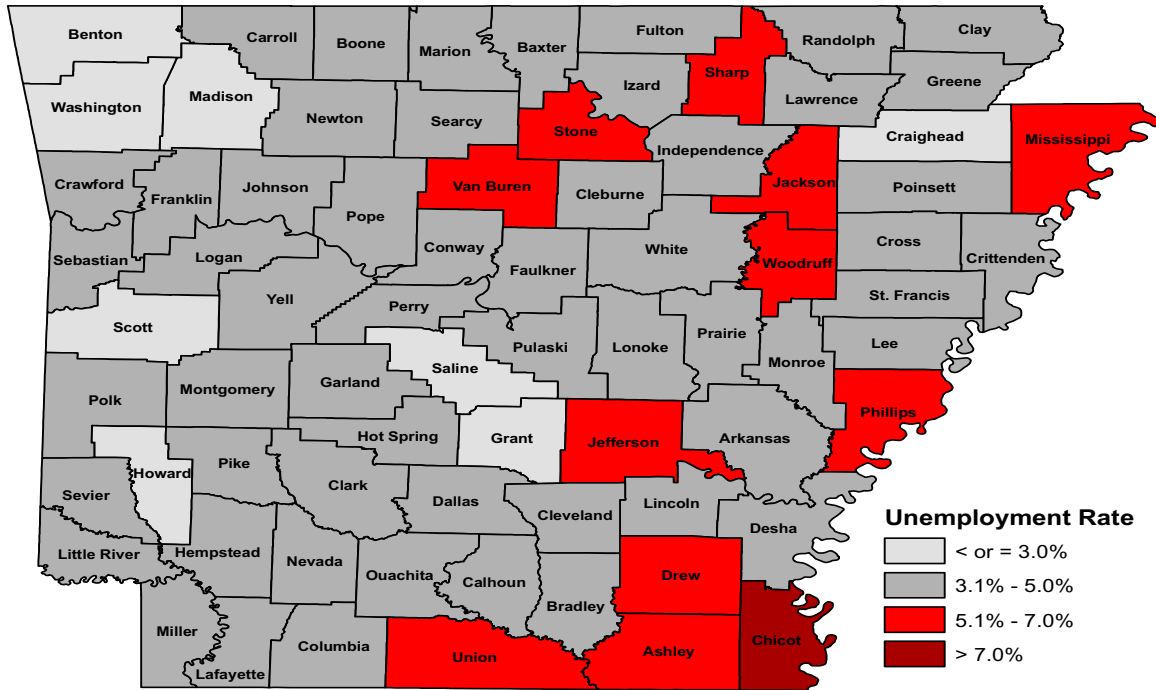 Benton
Carroll
Boone
Marion
Baxter
Fulton
Randolph
Clay
Sharp
Izard
Greene
Washington
Madison
Newton
Searcy
Stone
Lawrence
Independence
Craighead
Mississippi
Crawford
Franklin
Johnson
Pope
Van Buren
Cleburne
Jackson
Poinsett
Sebastian
Logan
Conway
Faulkner
White
Woodruff
Cross
Crittenden
Yell
Perry
St. Francis
Scott
Saline
Pulaski
Lonoke
Prairie
Monroe
Lee
Polk
Montgomery
Garland
Phillips
Hot Spring
Grant
Jefferson
Arkansas
Howard
Pike
Clark
Sevier
Dallas
Cleveland
Lincoln
Desha
Little River
Hempstead
Nevada
Ouachita
Calhoun
Bradley
Drew
Miller
Lafayette
Columbia
Union
Ashley
Chicot
Unemployment Rate
< or = 3.0%
3.1% - 5.0%
5.1% - 7.0%
> 7.0%